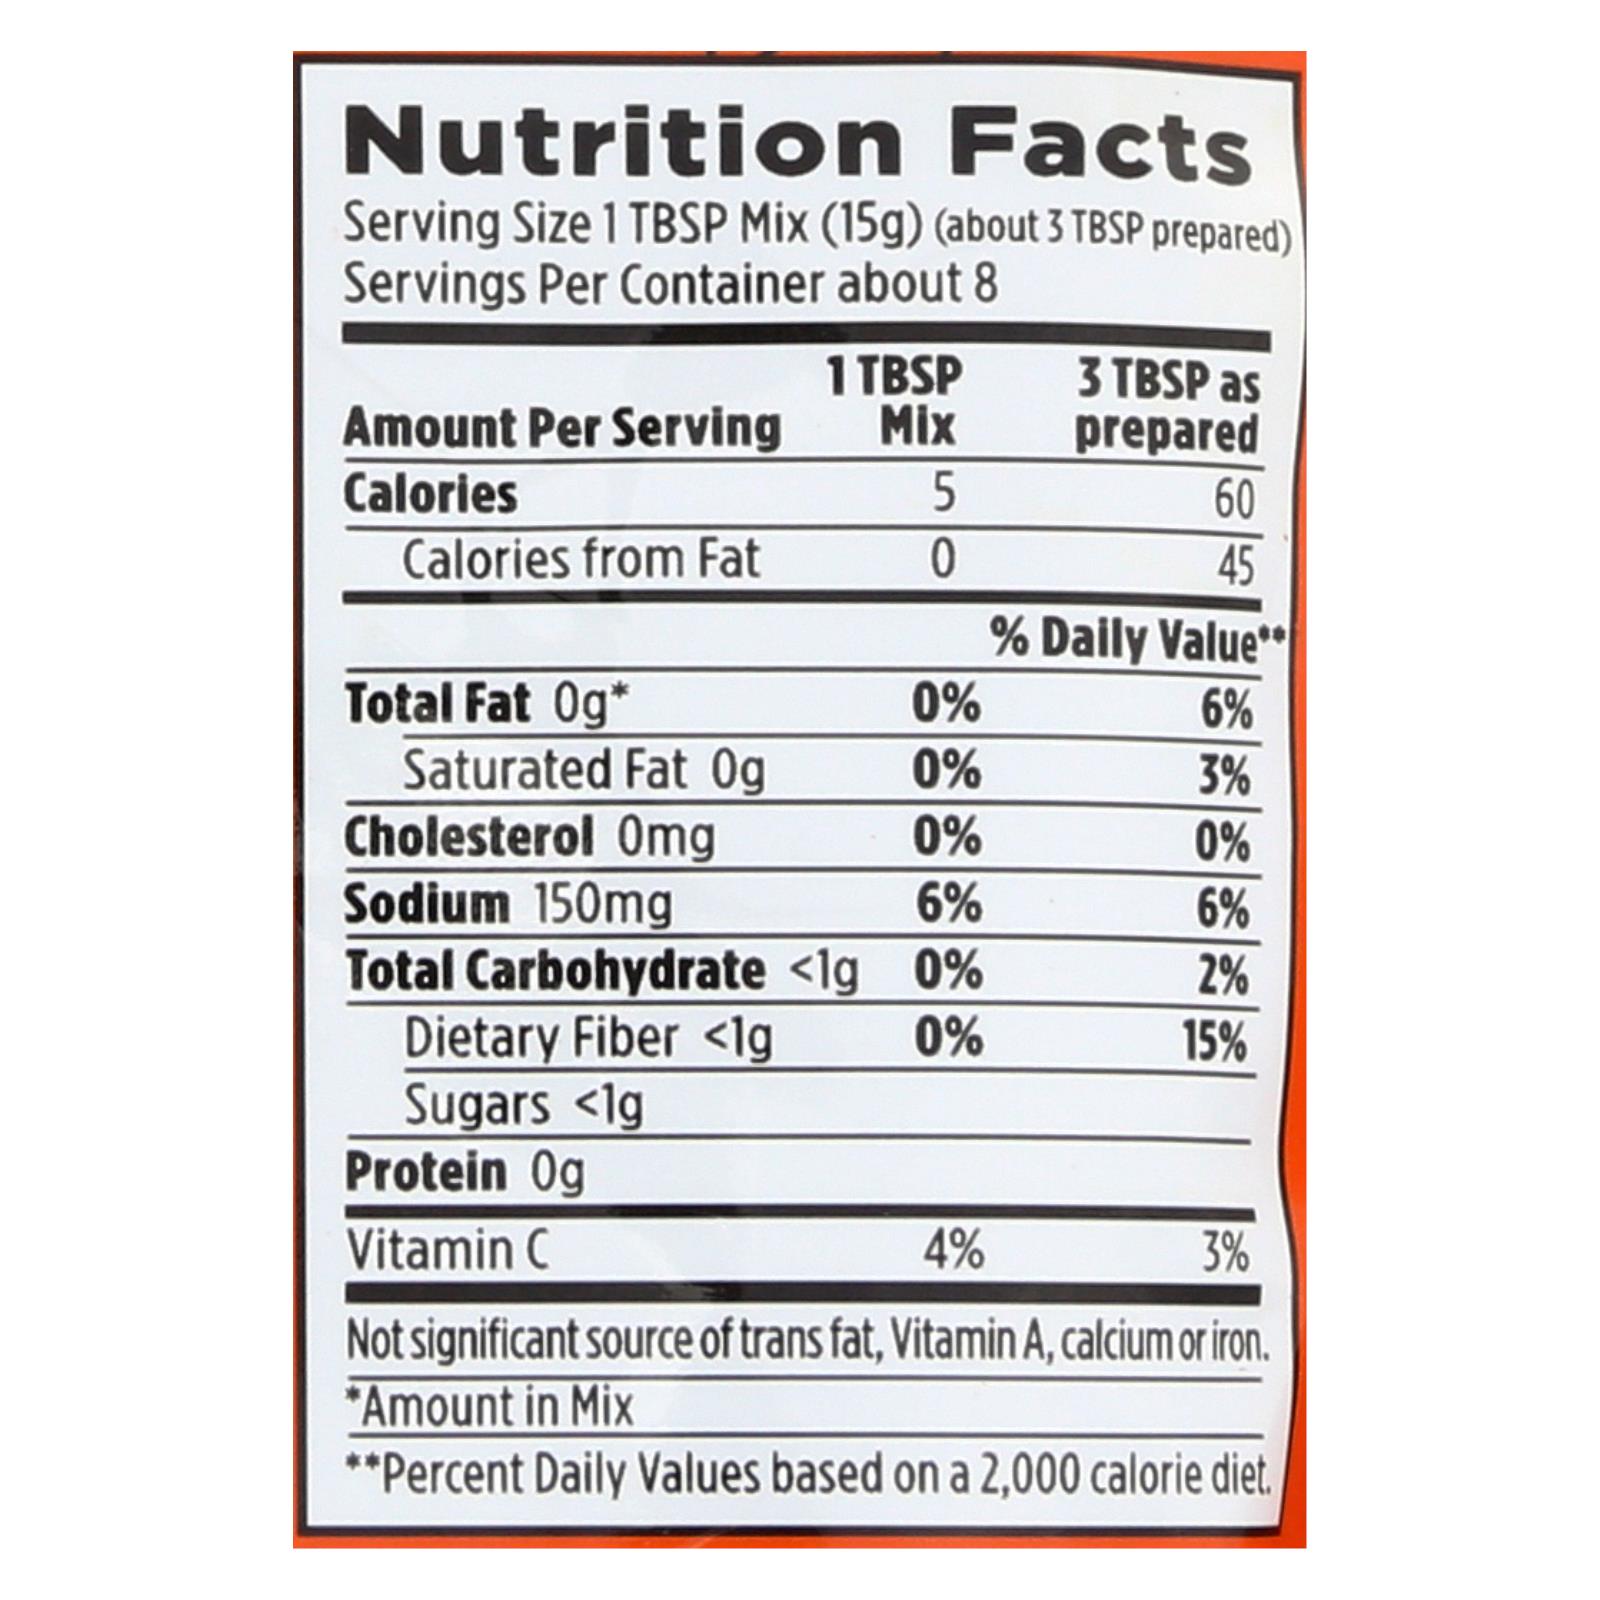 Nutrition Facts
Serving Size 1 TBSP Mix (15g) (about 3 TBSP prepared)
Servings Per Container about 8
1 TBSP 3 TBSP as
Amount Per Serving Mix prepared
Calories 5 60
Calories from Fat 0 45
% Daily Value**
Total Fat 0g* 0% 6%
Saturated Fat 0g 0% 3%
Cholesterol 0mg 0% 0%
Sodium 150mg 6% 6%
Total Carbohydrate <1g 0% 2%
Dietary Fiber <1g 0% 15%
Sugars <1g
Protein 0g
Vitamin C 4% 3%
Not significant source of trans fat, Vitamin A, calcium or iron.
*Amount in Mix
**Percent Daily Values based on a 2,000 calorie diet.